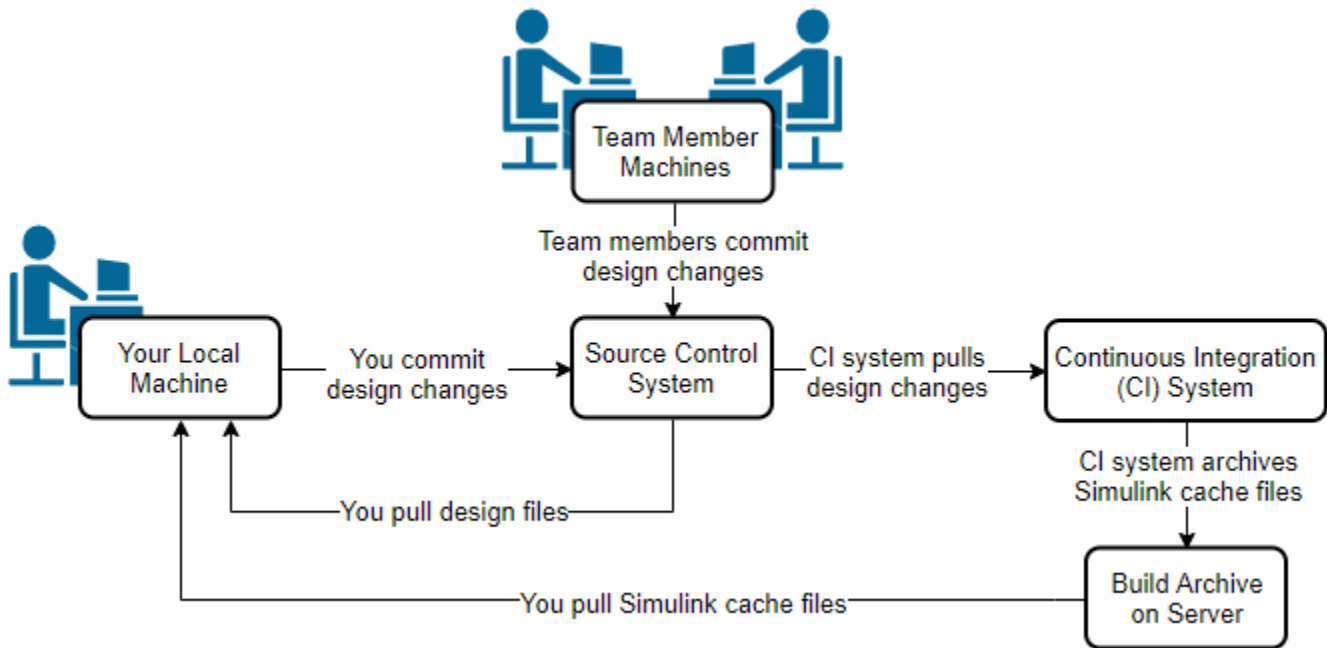 Team Member
Machines
Team members commit
design changes
Your Local
Machine
You commit
design changes
Source Control
System
CI system pulls
design changes
Continuous Integration
(CI) System
CI system archives
Simulink cache files
You pull design files
Build Archive
on Server
You pull Simulink cache files